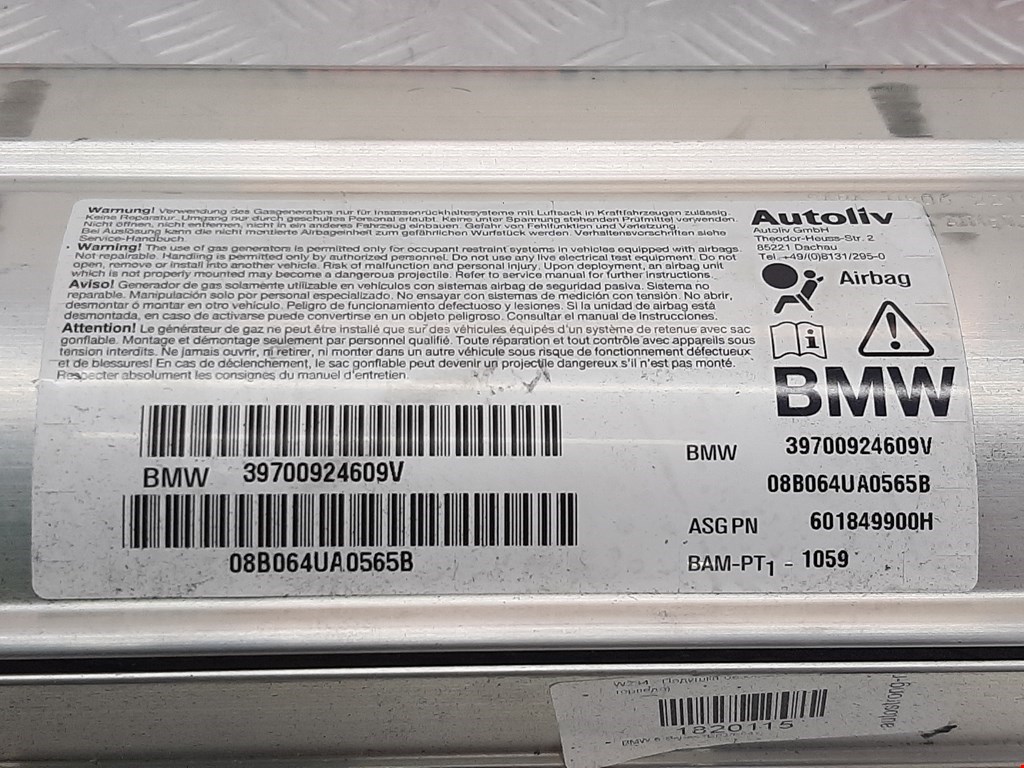 Warnung! Verwendung des Gasgenerators nur für Insassenrückhaltesysteme mit Luftsack in Kraftfahrzeugen zulässig.
Keine Reparatur. Umgang nur durch geschultes Personal erlaubt. Keine unter Spannung stehenden Prüfmittel verwenden.
Nicht öffnen, nicht entfernen, nicht in ein anderes Fahrzeug einbauen. Gefahr von Fehlfunktion und Verletzung.
Bei Auslösung kann die nicht montierte Airbageinheit zum gefährlichen Wurfstück werden. Verhaltensvorschriften siehe
Service-Handbuch.
Warning! The use of gas generators is permitted only for occupant restraint systems in vehicles equipped with airbags.
Not repairable. Handling is permitted only by authorized personnel. Do not use any live electrical test equipment. Do not
open, remove or install into another vehicle. Risk of malfunction and personal injury. Upon deployment, an airbag unit
which is not properly mounted may become a dangerous projectile. Refer to service manual for further instructions.
Aviso! Generador de gas solamente utilizable en vehículos con sistemas airbag de seguridad pasiva. Sistema no
reparable. Manipulación solo por personal especializado. No ensayar con sistemas de medición con tensión. No abrir,
desmontar ó montar en otro vehículo. Peligro de funcionamiento defectuoso y lesiones. Si la unidad de airbag está
desmontada, en caso de activarse puede convertirse en un objeto peligroso. Consultar el manual de Instrucciones.
Attention! Le générateur de gaz ne peut être installé que sur des véhicules équipés d'un système de retenue avec sac
gonflable. Montage et démontage seulement par personnel qualifié. Toute réparation et tout contrôle avec appareils sous
tension interdits. Ne jamais ouvrir, ni retirer, ni monter dans un autre véhicule sous risque de fonctionnement défectueux
et de blessures! En cas de déclenchement, le sac gonflable peut devenir un projectile dangereux s'il n'est pas monté.
Respecter absolument les consignes du manuel d'entretien.
Autoliv
Autoliv GmbH
Theodor-Heuss-Str. 2
85221 Dachau
Tel.+49/(0)8131/295-0
Airbag
BMW
BMW 39700924609V
08B064UA0565B
BMW 39700924609V
08B064UA0565B
ASG PN 601849900H
BAM-PT1 - 1059
1820115
BMW 6